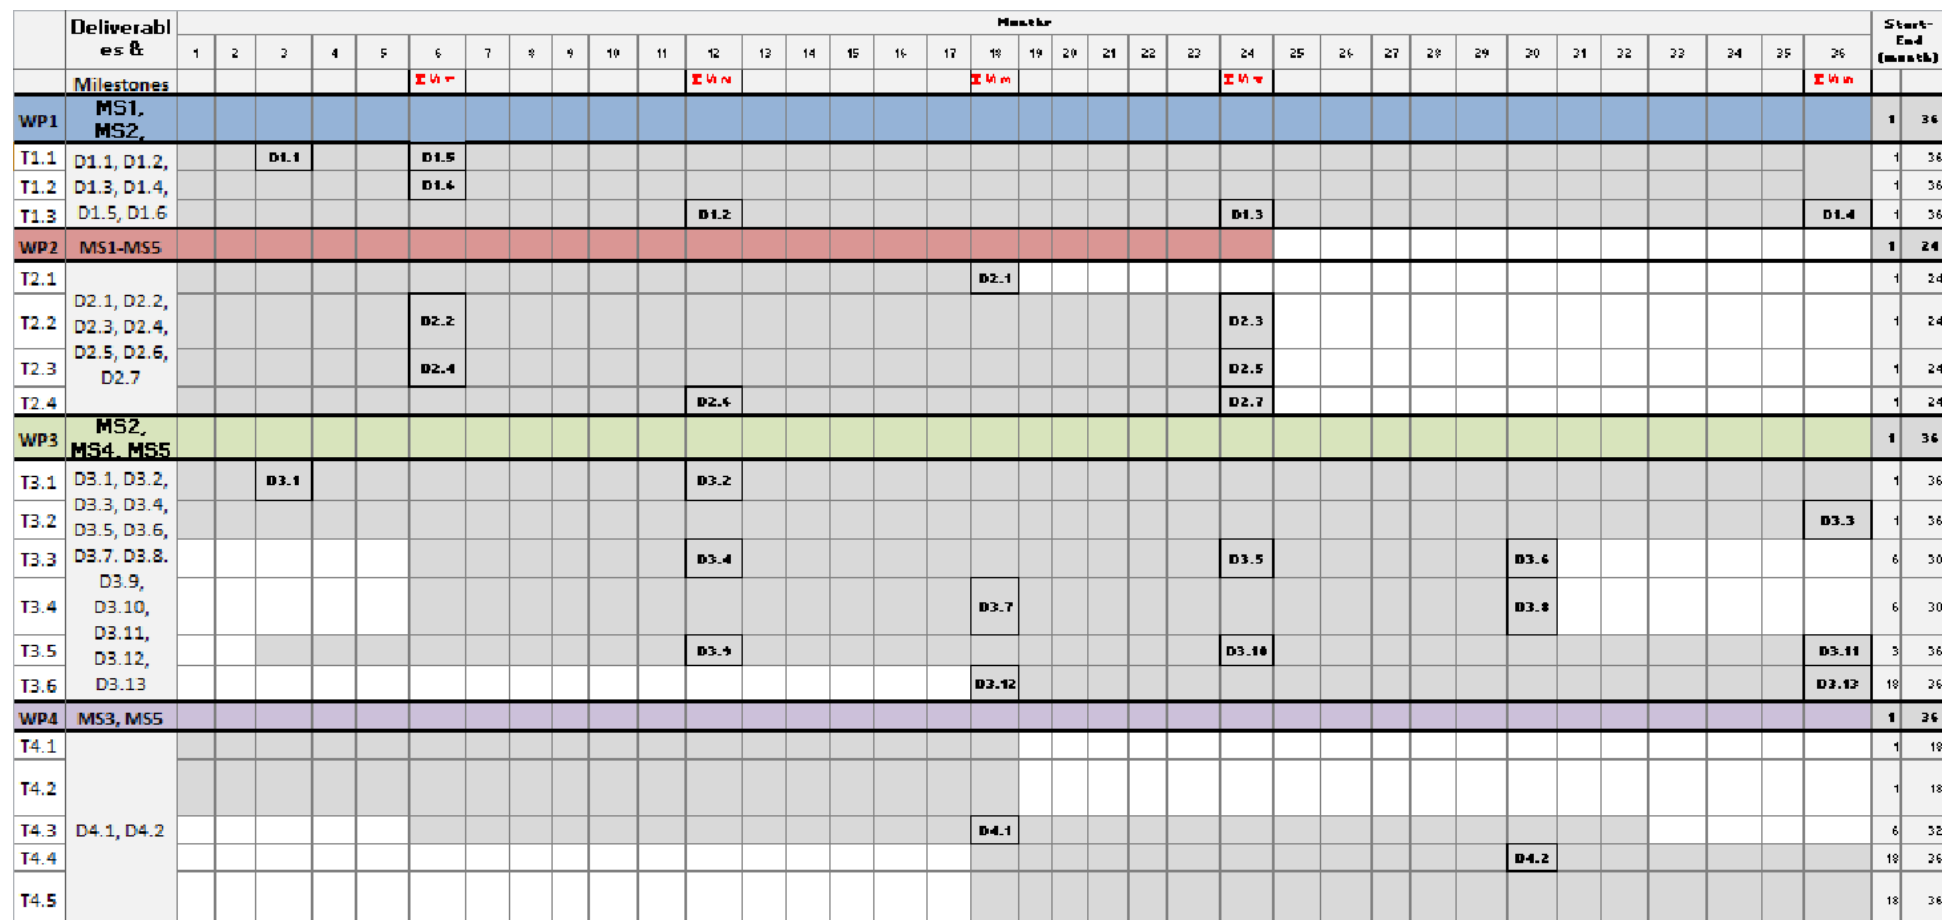 Deliverabl Months Start-
es & 1 2 3 4 5 6 7 8 9 10 11 12 13 14 15 16 17 18 19 20 21 22 23 24 25 26 27 28 29 30 31 32 33 34 35 36 End
(month)
Milestones
WP1 MS1, 1 36
MS2,
T1.1 D1.1, D1.2, D1.1 D1.5 1 36
T1.2 D1.3, D1.4, D1.6 1 36
T1.3 D1.5, D1.6 D1.2 D1.3 D1.4 1 36
WP2 MS1-MS5 1 24
T2.1 D2.1 1 24
D2.1, D2.2,
T2.2 D2.3, D2.4, D2.2 D2.3 1 24
D2.5, D2.6,
T2.3 D2.7 D2.4 D2.5 1 24
T2.4 D2.6 D2.7 1 24
WP3 MS2, 1 36
MS4, MS5
T3.1 D3.1, D3.2, D3.1 D3.2 1 36
D3.3, D3.4,
T3.2 D3.5, D3.6, D3.3 1 36
T3.3 D3.7, D3.8, D3.4 D3.5 D3.6 6 30
D3.9,
T3.4 D3.10, D3.7 D3.8 6 30
D3.11,
T3.5 D3.12, D3.9 D3.10 D3.11 3 36
T3.6 D3.13 D3.12 D3.13 18 36
WP4 MS3, MS5 1 36
T4.1 1 18
T4.2 1 18
T4.3 D4.1, D4.2 D4.1 6 32
T4.4 D4.2 18 36
T4.5 18 36